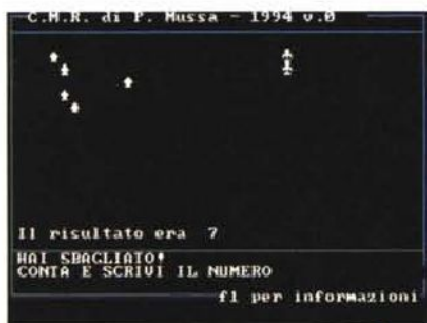 C.M.R. di P. Mussa - 1994 v.0
Il risultato era 7
HAI SBAGLIATO!
CONTA E SCRIVI IL NUMERO
f1 per informazioni